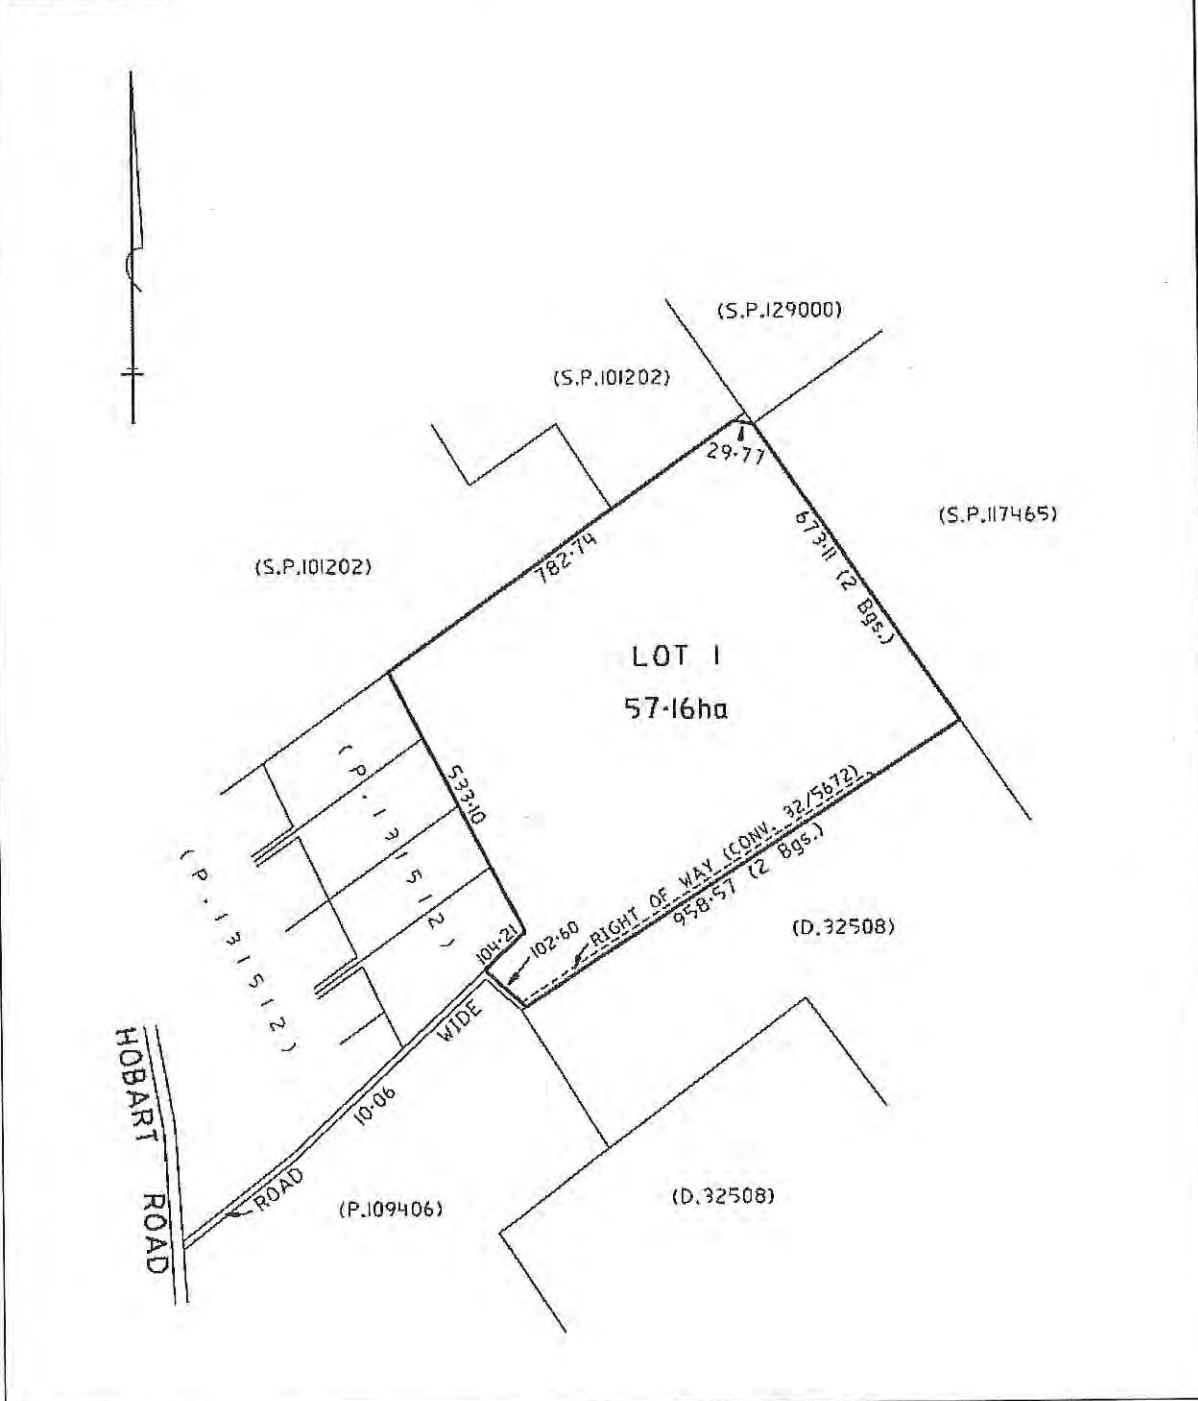 (S.P.129000)
(S.P.101202)
29·77
(S.P.117465)
673·11 (2 Bgs.)
782·74
(S.P.101202)
LOT 1
57·16ha
(P.131512)
533·10
RIGHT OF WAY (CONV. 32/5672)
958·57 (2 Bgs.)
(P.131512)
104·21
102·60
(D.32508)
WIDE
10·06
ROAD
HOBART ROAD
(P.109406)
(D.32508)